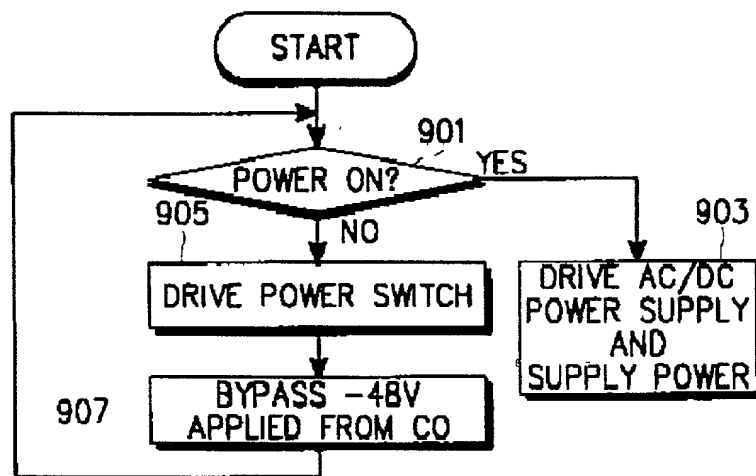 START
901
POWER ON?
YES
905
NO
903
DRIVE POWER SWITCH
DRIVE AC/DC
POWER SUPPLY
AND
SUPPLY POWER
907
BYPASS -48V
APPLIED FROM CO